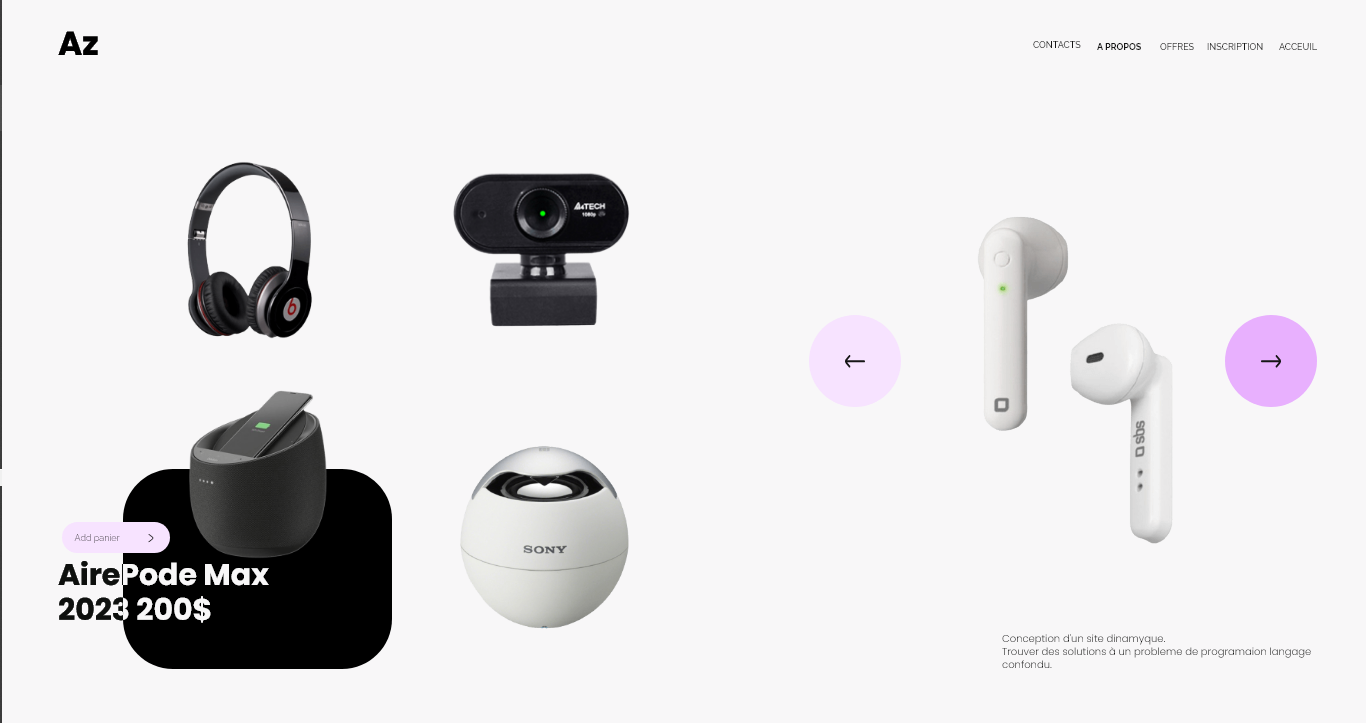 Az
CONTACTS
A PROPOS
OFFRES
INSCRIPTION
ACCEUIL
A4TECH
1080p
SONY
sqs
Add panier
AirePode Max
2023 200$
Conception d'un site dinamyque.
Trouver des solutions à un probleme de programaion langage
confondu.